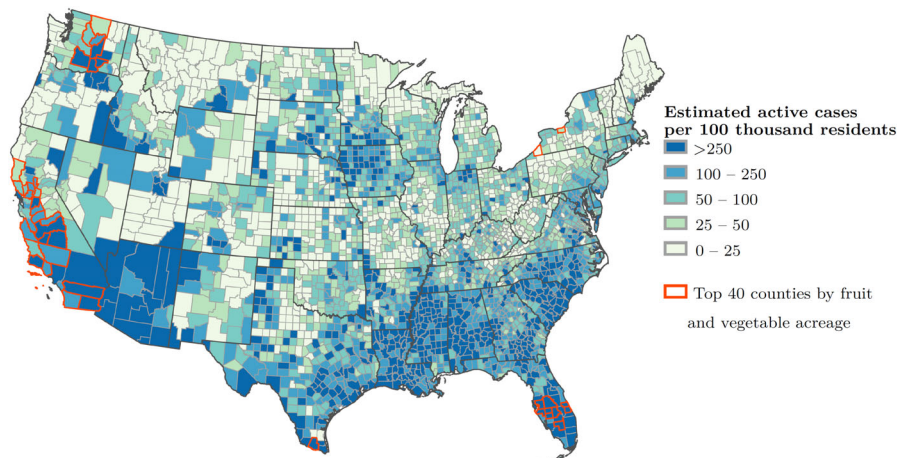 Estimated active cases
per 100 thousand residents
>250
100 – 250
50 – 100
25 – 50
0 – 25
Top 40 counties by fruit
and vegetable acreage